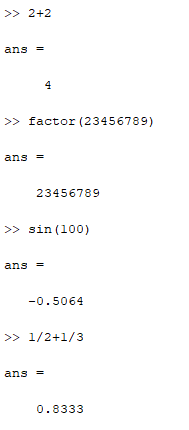 >> 2+2
ans =
4
>> factor(23456789)
ans =
23456789
>> sin(100)
ans =
-0.5064
>> 1/2+1/3
ans =
0.8333